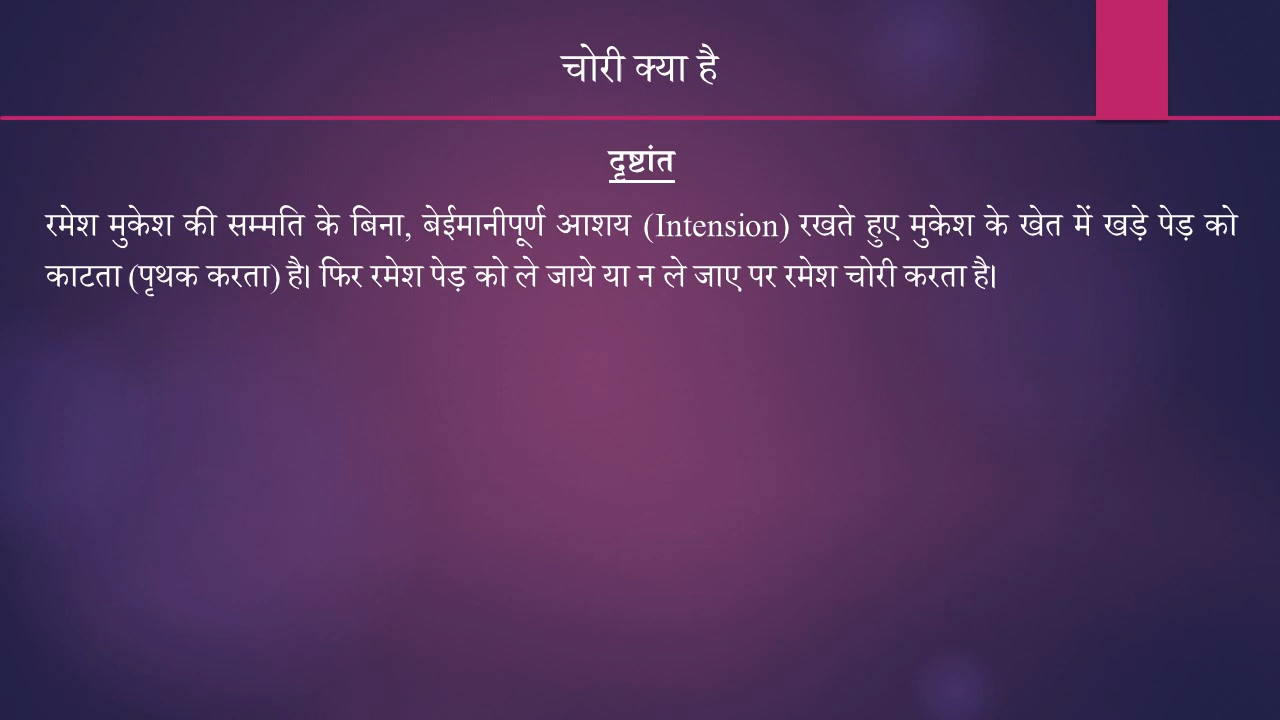 चोरी क्या है
दृष्टांत
रमेश मुकेश की सम्मति के बिना, बेईमानीपूर्ण आशय (Intension) रखते हुए मुकेश के खेत में खड़े पेड़ को
काटता (पृथक करता) है। फिर रमेश पेड़ को ले जाये या न ले जाए पर रमेश चोरी करता है।